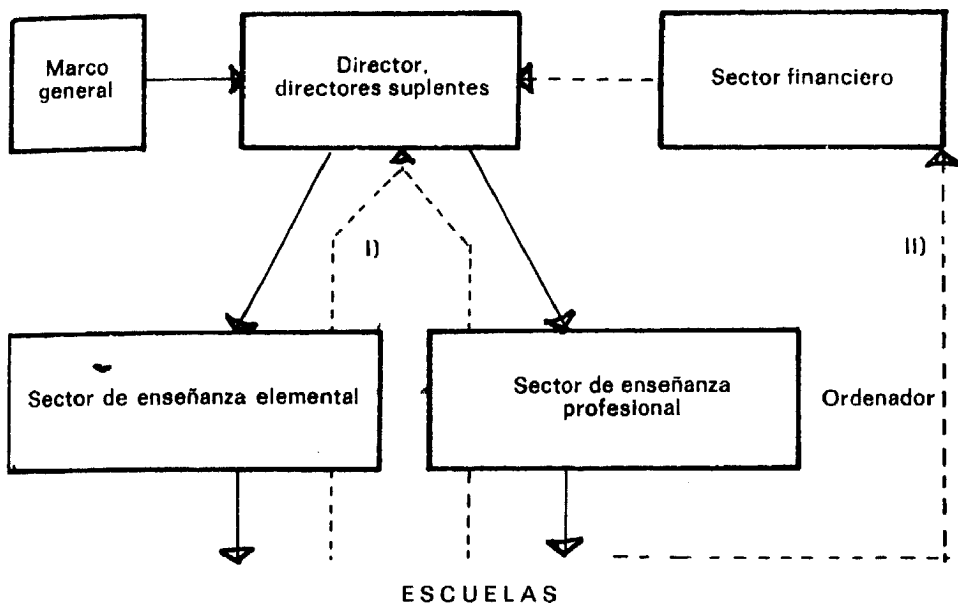 Marco
general
Director,
directores suplentes
Sector financiero
I)
II)
Sector de enseñanza elemental
Sector de enseñanza
profesional
Ordenador
ESCUELAS